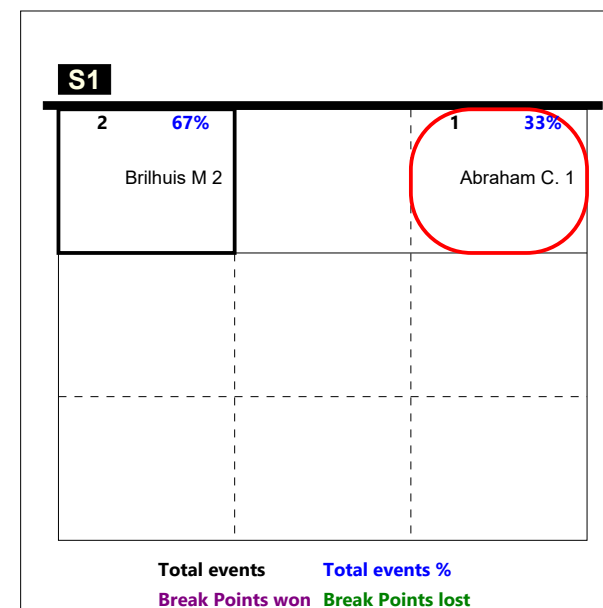 S1
2 67% 1 33%
Brilhuis M 2 Abraham C. 1
Total events Total events %
Break Points won Break Points lost